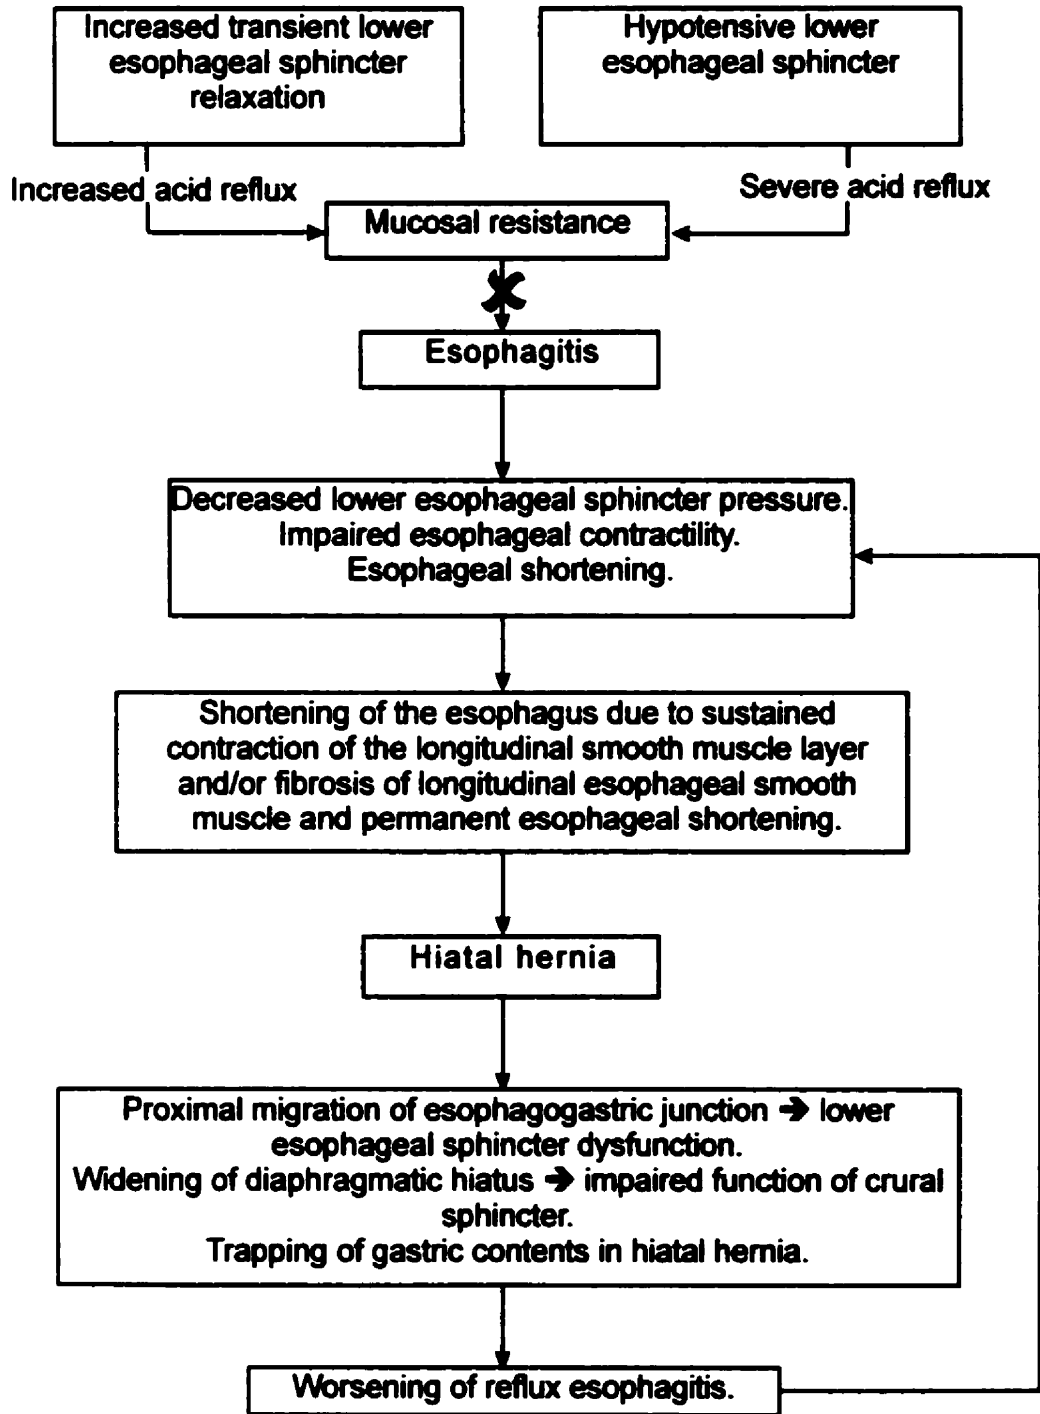 Increased transient lower
esophageal sphincter
relaxation
Hypotensive lower
esophageal sphincter
Increased acid reflux
Severe acid reflux
Mucosal resistance
Esophagitis
Decreased lower esophageal sphincter pressure.
Impaired esophageal contractility.
Esophageal shortening.
Shortening of the esophagus due to sustained
contraction of the longitudinal smooth muscle layer
and/or fibrosis of longitudinal esophageal smooth
muscle and permanent esophageal shortening.
Hiatal hernia
Proximal migration of esophagogastric junction ➔ lower
esophageal sphincter dysfunction.
Widening of diaphragmatic hiatus ➔ impaired function of crural
sphincter.
Trapping of gastric contents in hiatal hernia.
Worsening of reflux esophagitis.